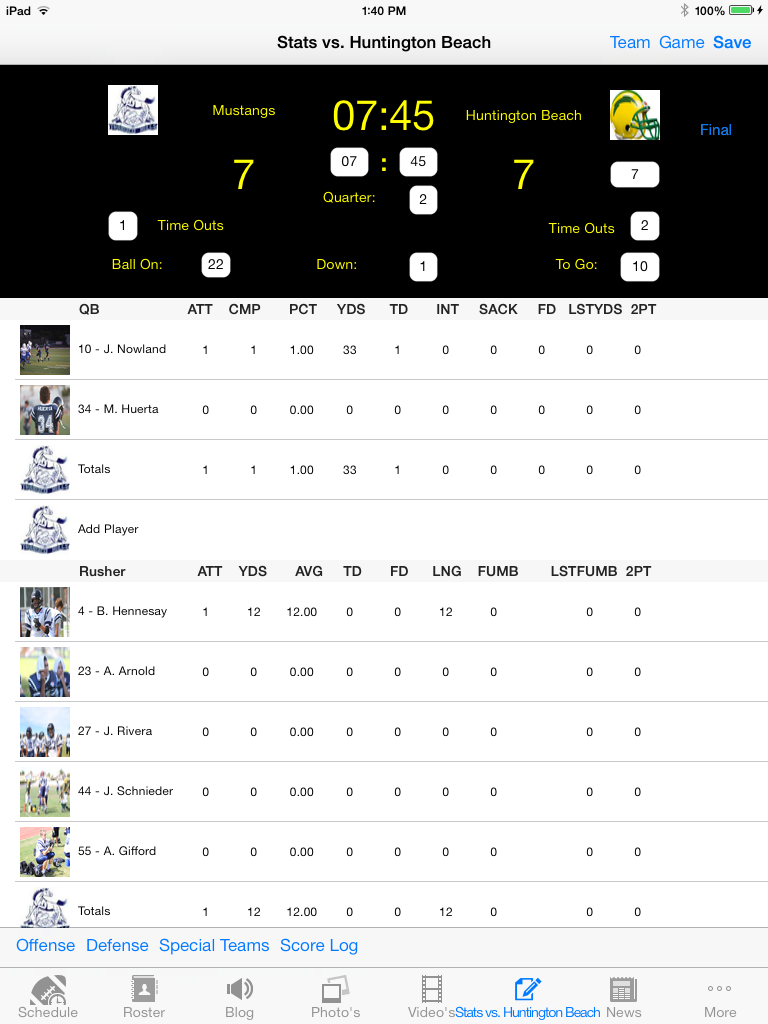 iPad 1:40 PM 100%
Stats vs. Huntington Beach Team Game Save
Mustangs 07:45 Huntington Beach Final
7 07 : 45 7 7
Quarter: 2
1 Time Outs Time Outs 2
Ball On: 22 Down: 1 To Go: 10
QB ATT CMP PCT YDS TD INT SACK FD LSTYDS 2PT
10 - J. Nowland 1 1 1.00 33 1 0 0 0 0 0
HUERTA
34
34 - M. Huerta 0 0 0.00 0 0 0 0 0 0 0
Totals 1 1 1.00 33 1 0 0 0 0 0
Add Player
Rusher ATT YDS AVG TD FD LNG FUMB LSTFUMB 2PT
4 - B. Hennesay 1 12 12.00 0 0 12 0 0 0
23 - A. Arnold 0 0 0.00 0 0 0 0 0 0
27 - J. Rivera 0 0 0.00 0 0 0 0 0 0
44 - J. Schnieder 0 0 0.00 0 0 0 0 0 0
55 - A. Gifford 0 0 0.00 0 0 0 0 0 0
Totals 1 12 12.00 0 0 12 0 0 0
Offense Defense Special Teams Score Log
Schedule Roster Blog Photo's Video's Stats vs. Huntington Beach News More